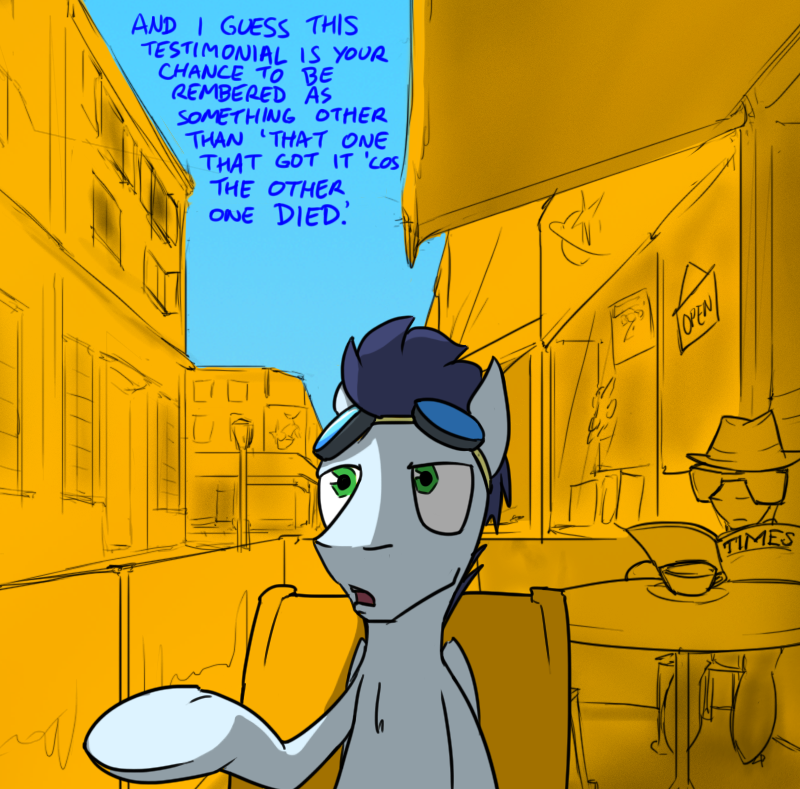 AND I GUESS THIS
TESTIMONIAL IS YOUR
CHANCE TO BE
REMBERED AS
SOMETHING OTHER
THAN 'THAT ONE
THAT GOT IT 'COS
THE OTHER
ONE DIED.'
OPEN
TIMES